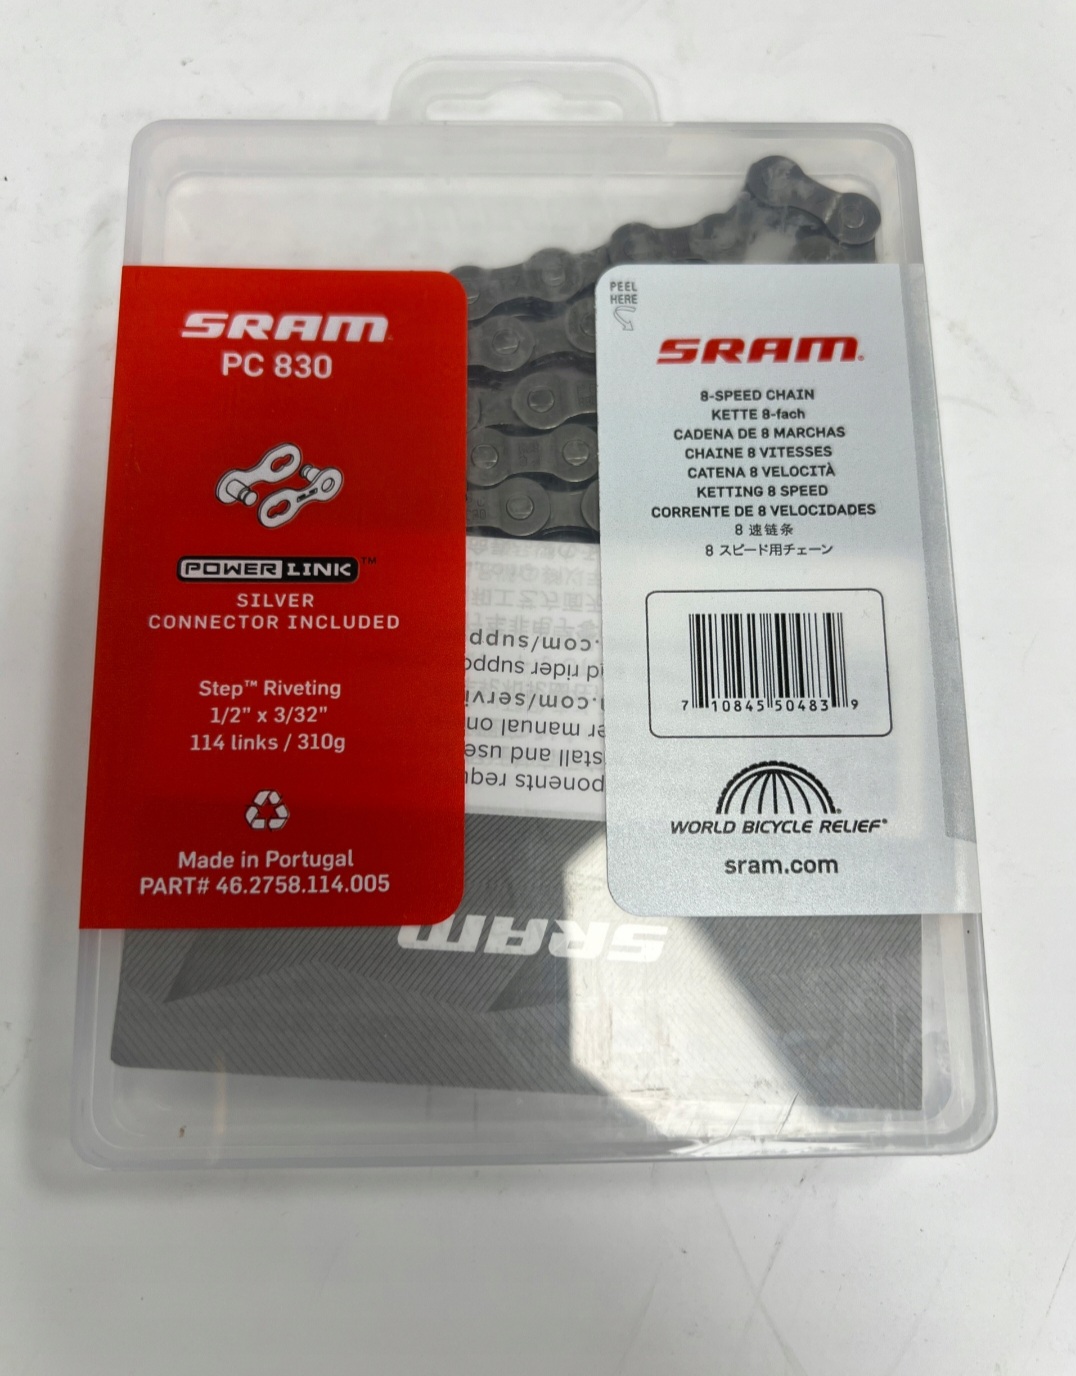 SRAM
PC 830
POWER LINK™
SILVER
CONNECTOR INCLUDED
Step™ Riveting
1/2" x 3/32"
114 links / 310g
Made in Portugal
PART# 46.2758.114.005
PEEL
HERE
SRAM®
8-SPEED CHAIN
KETTE 8-fach
CADENA DE 8 MARCHAS
CHAINE 8 VITESSES
CATENA 8 VELOCITÀ
KETTING 8 SPEED
CORRENTE DE 8 VELOCIDADES
8 速链条
8 スピード用チェーン
7 10845 50483 9
WORLD BICYCLE RELIEF®
sram.com
SRAM